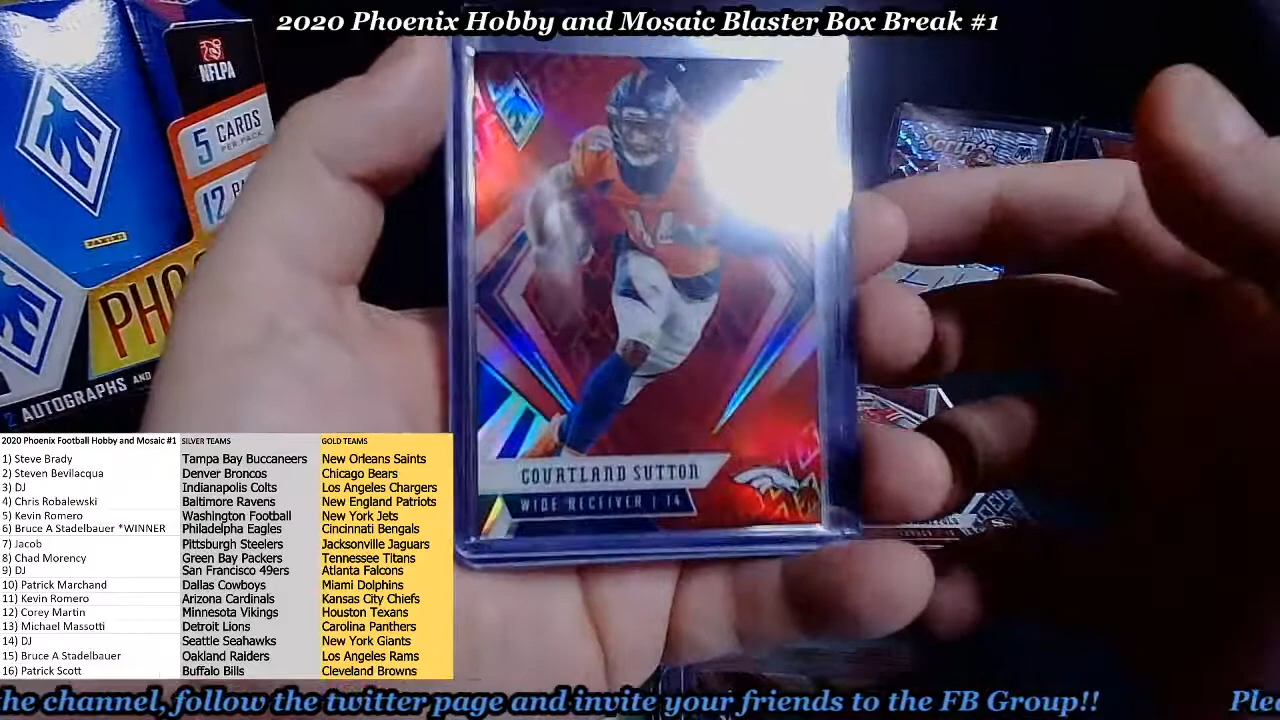 2020 Phoenix Hobby and Mosaic Blaster Box Break #1
NFLPA
5 CARDS
PER PACK
12
PANINI
PHO
2 AUTOGRAPHS AND
Scripts
14
COURTLAND SUTTON
WIDE RECEIVER | 14
2020 Phoenix Football Hobby and Mosaic #1 SILVER TEAMS GOLD TEAMS
1) Steve Brady Tampa Bay Buccaneers New Orleans Saints
2) Steven Bevilacqua Denver Broncos Chicago Bears
3) DJ Indianapolis Colts Los Angeles Chargers
4) Chris Robalewski Baltimore Ravens New England Patriots
5) Kevin Romero Washington Football New York Jets
6) Bruce A Stadelbauer *WINNER Philadelpha Eagles Cincinnati Bengals
7) Jacob Pittsburgh Steelers Jacksonville Jaguars
8) Chad Morency Green Bay Packers Tennessee Titans
9) DJ San Francisco 49ers Atlanta Falcons
10) Patrick Marchand Dallas Cowboys Miami Dolphins
11) Kevin Romero Arizona Cardinals Kansas City Chiefs
12) Corey Martin Minnesota Vikings Houston Texans
13) Michael Massotti Detroit Lions Carolina Panthers
14) DJ Seattle Seahawks New York Giants
15) Bruce A Stadelbauer Oakland Raiders Los Angeles Rams
16) Patrick Scott Buffalo Bills Cleveland Browns
he channel, follow the twitter page and invite your friends to the FB Group!! Plea